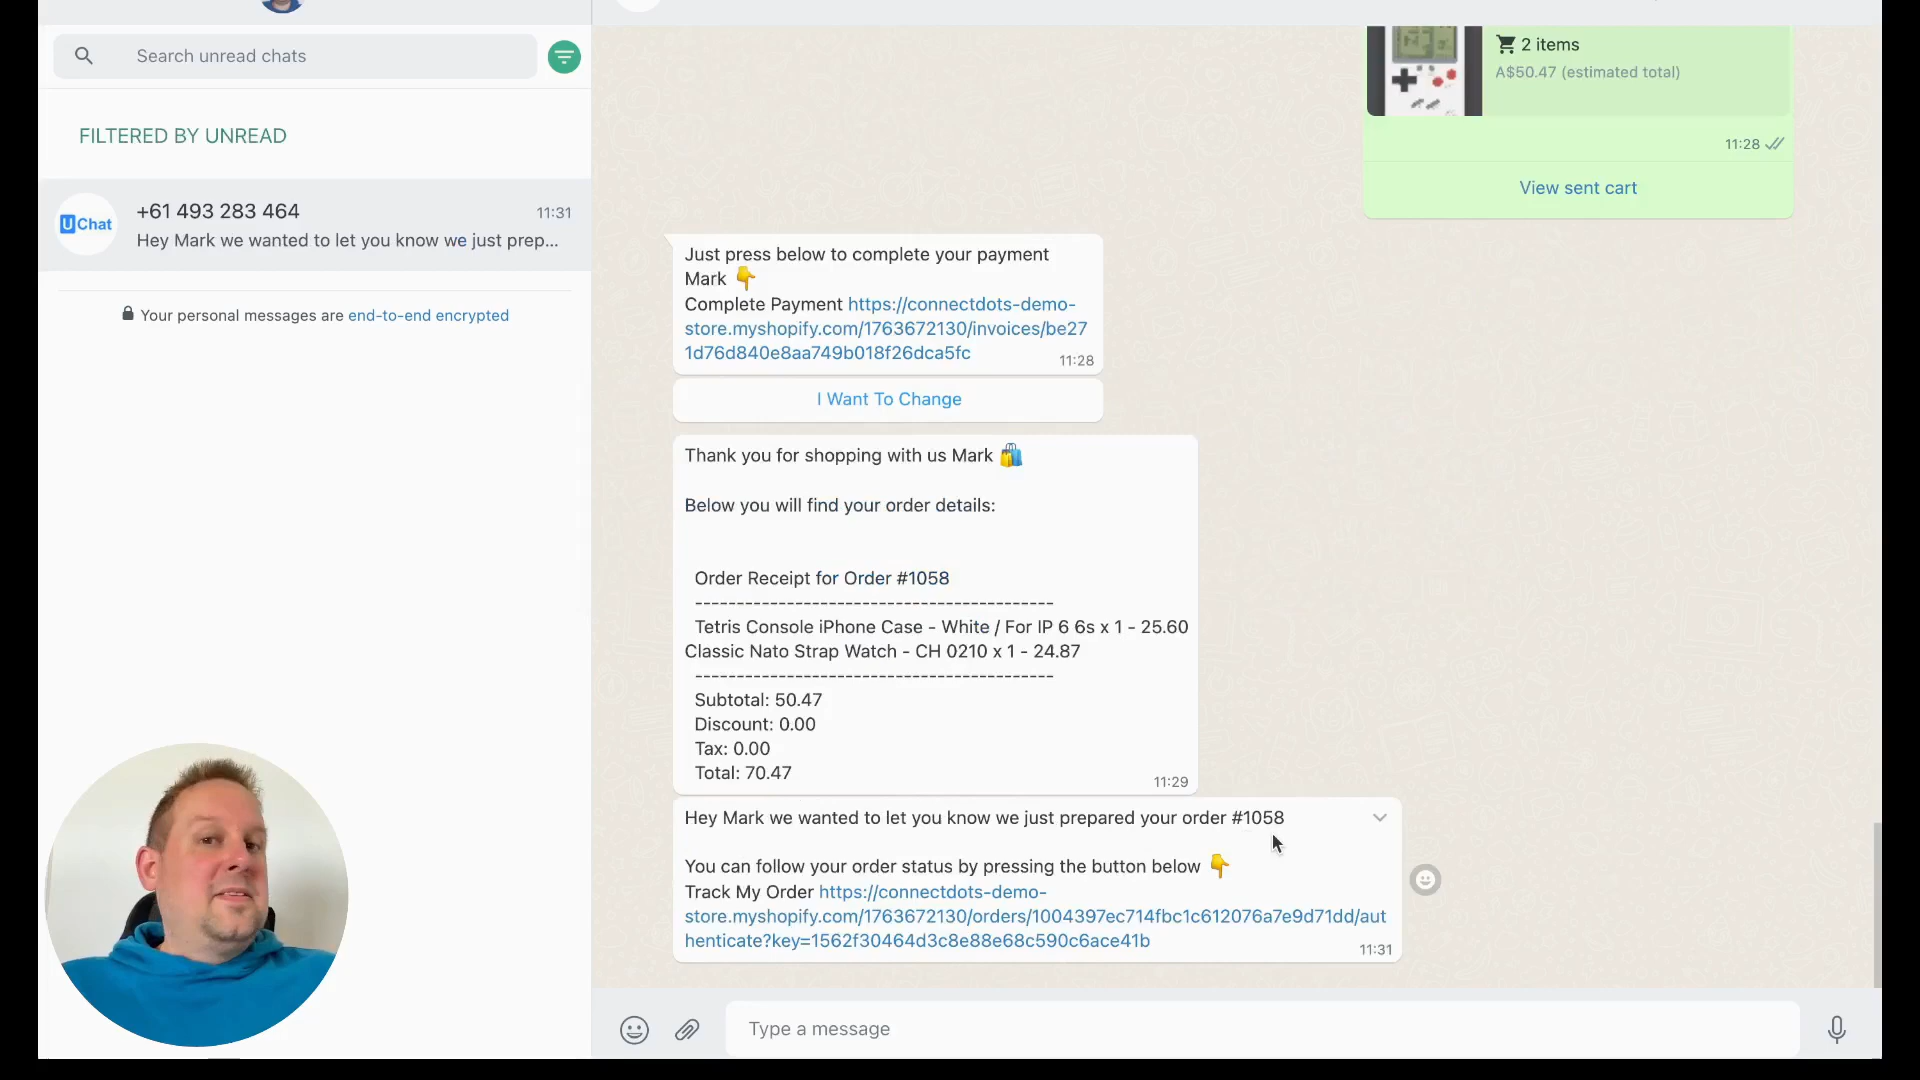 Search unread chats
FILTERED BY UNREAD
UChat
+61 493 283 464
11:31
Hey Mark we wanted to let you know we just prep...
Your personal messages are end-to-end encrypted
2 items
A$50.47 (estimated total)
11:28
View sent cart
Just press below to complete your payment
Mark 👇
Complete Payment https://connectdots-demo-
store.myshopify.com/1763672130/invoices/be27
1d76d840e8aa749b018f26dca5fc
11:28
I Want To Change
Thank you for shopping with us Mark 🛍️
Below you will find your order details:
Order Receipt for Order #1058
-------------------------------------------
Tetris Console iPhone Case - White / For IP 6 6s x 1 - 25.60
Classic Nato Strap Watch - CH 0210 x 1 - 24.87
-------------------------------------------
Subtotal: 50.47
Discount: 0.00
Tax: 0.00
Total: 70.47
11:29
Hey Mark we wanted to let you know we just prepared your order #1058
You can follow your order status by pressing the button below 👇
Track My Order https://connectdots-demo-
store.myshopify.com/1763672130/orders/1004397ec714fbc1c612076a7e9d71dd/aut
henticate?key=1562f30464d3c8e88e68c590c6ace41b
11:31
Type a message